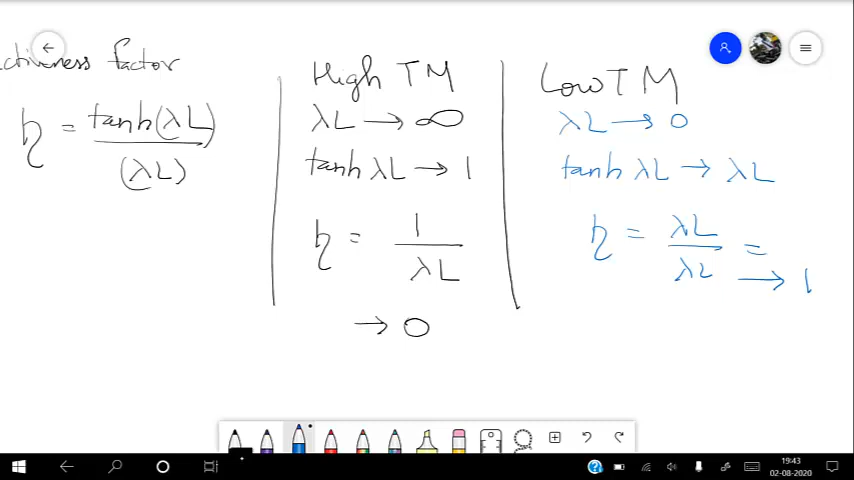 ctiveness factor
η = tanh(λL) / (λL)
High TM
λL → ∞
tanh λL → 1
η = 1 / λL
→ 0
Low TM
λL → 0
tanh λL → λL
η = λL / λL =
→ 1
19:43
02-08-2020